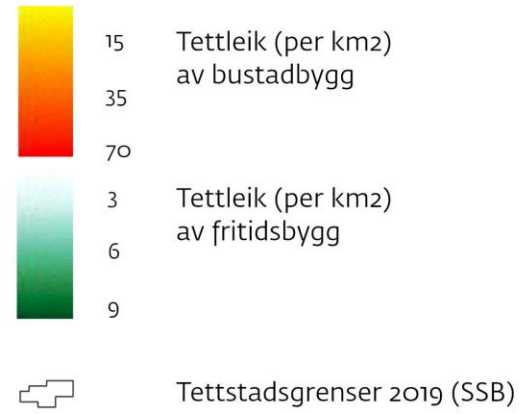 15
35
70
Tettleik (per km2)
av bustadbygg
3
6
9
Tettleik (per km2)
av fritidsbygg
Tettstadsgrenser 2019 (SSB)